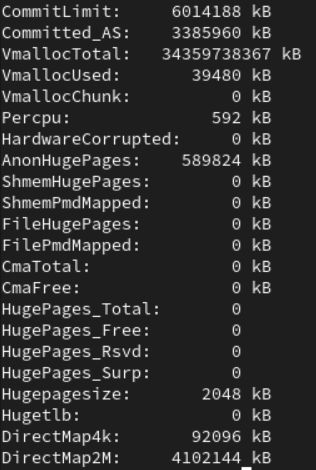 CommitLimit:     6014188 kB
Committed_AS:    3385960 kB
VmallocTotal:   34359738367 kB
VmallocUsed:       39480 kB
VmallocChunk:          0 kB
Percpu:              592 kB
HardwareCorrupted:     0 kB
AnonHugePages:    589824 kB
ShmemHugePages:        0 kB
ShmemPmdMapped:        0 kB
FileHugePages:         0 kB
FilePmdMapped:         0 kB
CmaTotal:              0 kB
CmaFree:               0 kB
HugePages_Total:       0
HugePages_Free:        0
HugePages_Rsvd:        0
HugePages_Surp:        0
Hugepagesize:       2048 kB
Hugetlb:               0 kB
DirectMap4k:       92096 kB
DirectMap2M:     4102144 kB